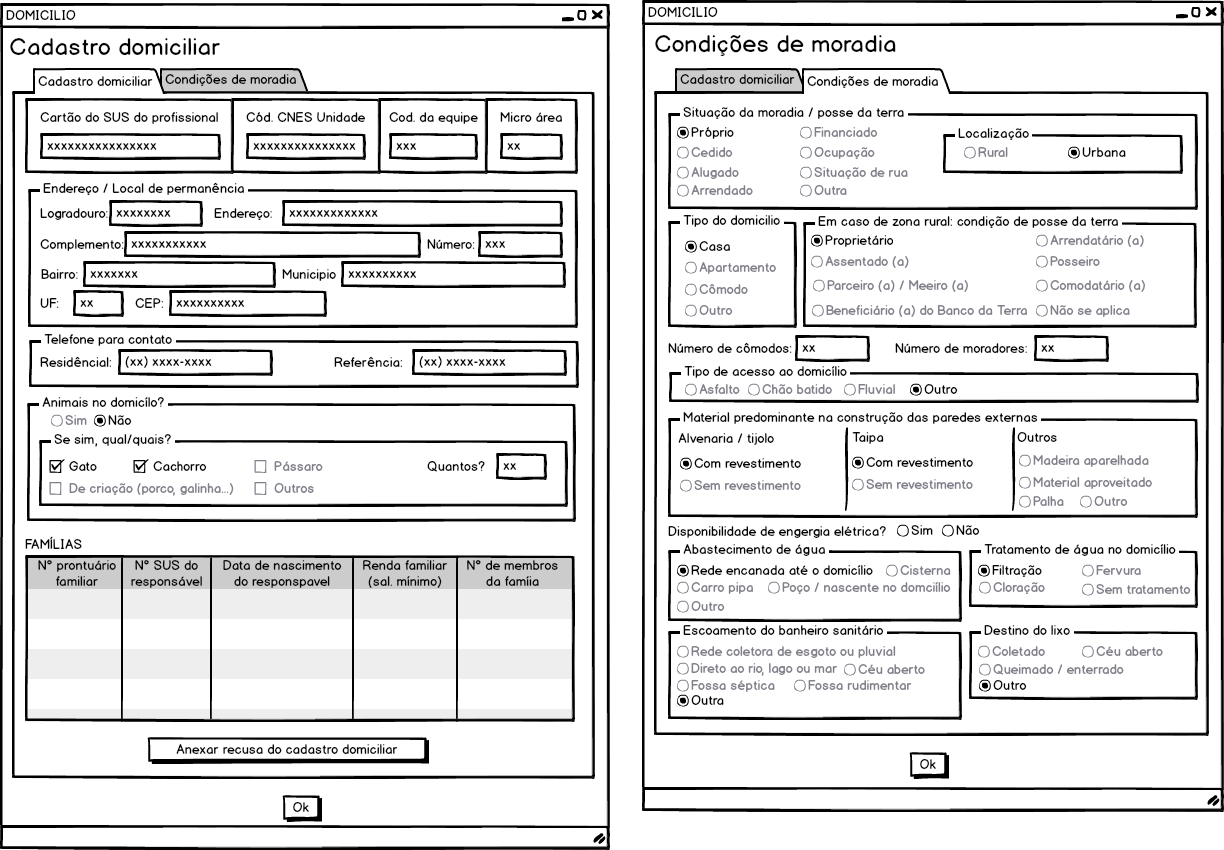 DOMICILIO
Cadastro domiciliar
Cadastro domiciliar Condições de moradia
Cartão do SUS do profissional Cód. CNES Unidade Cod. da equipe Micro área
xxxxxxxxxxxxxxxx xxxxxxxxxxxxxxx xxx xx
Endereço / Local de permanência
Logradouro: xxxxxxxx Endereço: xxxxxxxxxxxxx
Complemento: xxxxxxxxxxx Número: xxx
Bairro: xxxxxxx Municipio xxxxxxxxxx
UF: xx CEP: xxxxxxxxxx
Telefone para contato
Residêncial: (xx) xxxx-xxxx Referência: (xx) xxxx-xxxx
Animais no domicílo?
Sim Não
Se sim, qual/quais?
Gato Cachorro Pássaro Quantos? xx
De criação (porco, galinha...) Outros
FAMÍLIAS
N° prontuário N° SUS do Data de nascimento Renda familiar N° de membros
familiar responsável do responspavel (sal. mínimo) da famíia
Anexar recusa do cadastro domiciliar
Ok
DOMICILIO
Condições de moradia
Cadastro domiciliar Condições de moradia
Situação da moradia / posse da terra
Próprio Financiado
Cedido Ocupação
Alugado Situação de rua
Arrendado Outra
Localização
Rural Urbana
Tipo do domicilio
Casa
Apartamento
Cômodo
Outro
Em caso de zona rural: condição de posse da terra
Proprietário Arrendatário (a)
Assentado (a) Posseiro
Parceiro (a) / Meeiro (a) Comodatário (a)
Beneficiário (a) do Banco da Terra Não se aplica
Número de cômodos: xx Número de moradores: xx
Tipo de acesso ao domicílio
Asfalto Chão batido Fluvial Outro
Material predominante na construção das paredes externas
Alvenaria / tijolo Taipa Outros
Com revestimento Com revestimento Madeira aparelhada
Sem revestimento Sem revestimento Material aproveitado
Palha Outro
Disponibilidade de engergia elétrica? Sim Não
Abastecimento de água
Rede encanada até o domicílio Cisterna
Carro pipa Poço / nascente no domcíllio
Outro
Tratamento de água no domicílio
Filtração Fervura
Cloração Sem tratamento
Escoamento do banheiro sanitário
Rede coletora de esgoto ou pluvial
Direto ao rio, lago ou mar Céu aberto
Fossa séptica Fossa rudimentar
Outra
Destino do lixo
Coletado Céu aberto
Queimado / enterrado
Outro
Ok